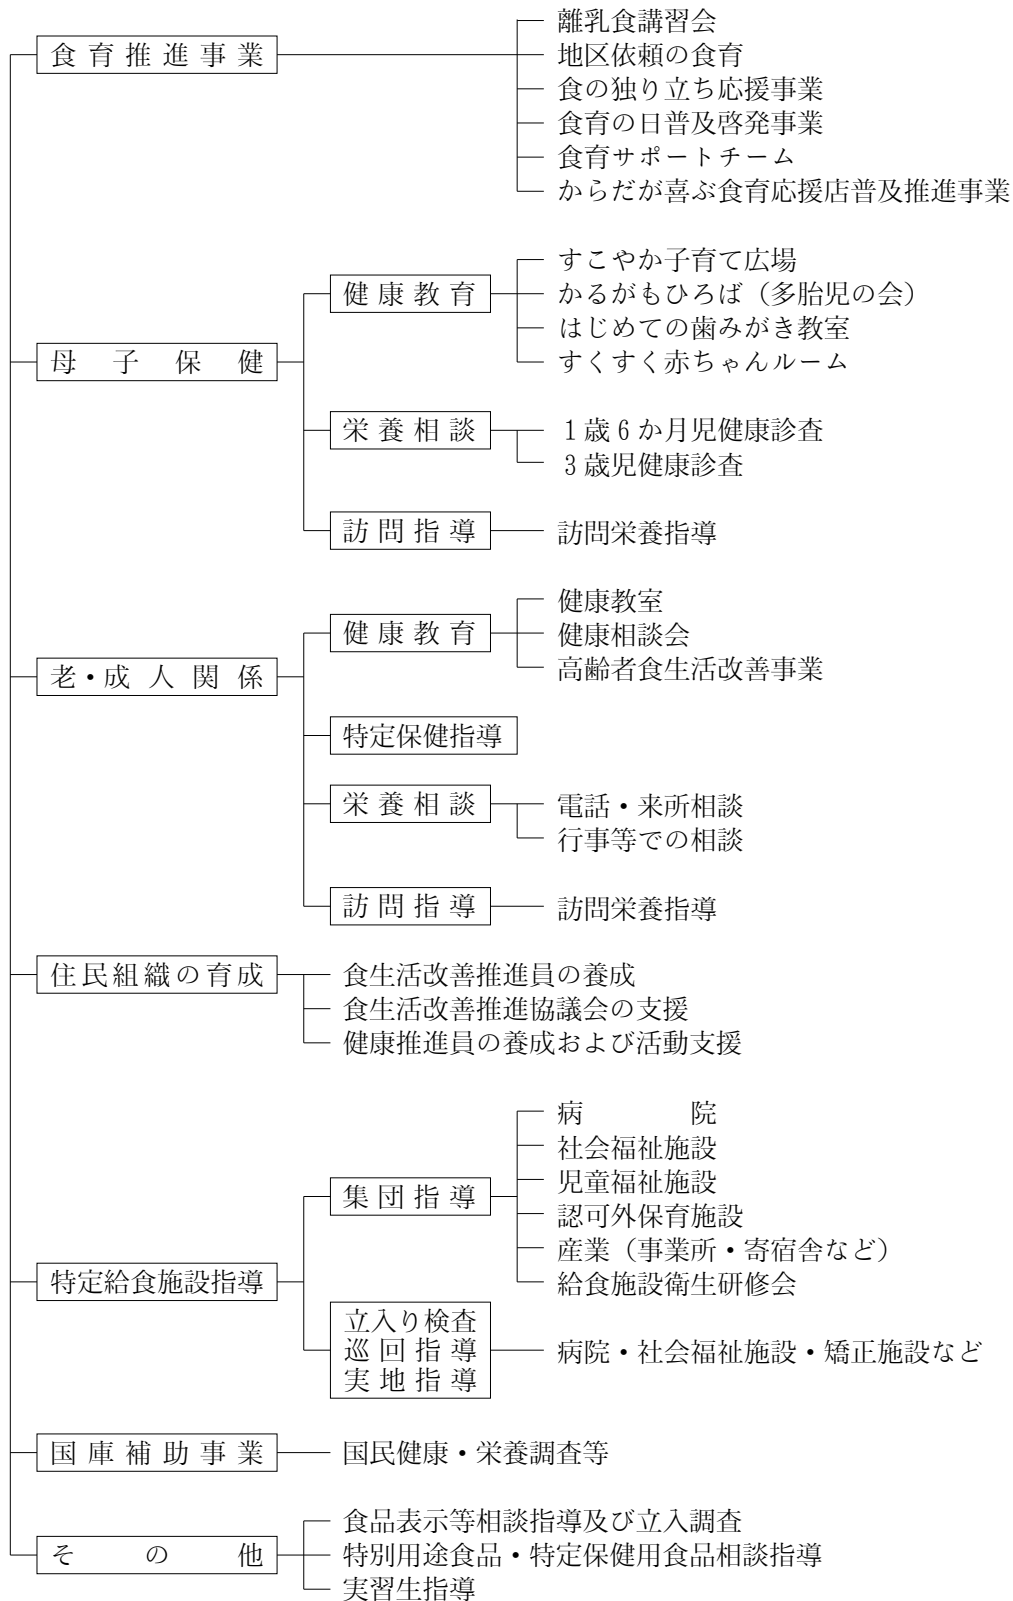 食育推進事業
離乳食講習会
地区依頼の食育
食の独り立ち応援事業
食育の日普及啓発事業
食育サポートチーム
からだが喜ぶ食育応援店普及推進事業
母子保健
健康教育
すこやか子育て広場
かるがもひろば（多胎児の会）
はじめての歯みがき教室
すくすく赤ちゃんルーム
栄養相談
1歳6か月児健康診査
3歳児健康診査
訪問指導
訪問栄養指導
老・成人関係
健康教育
健康教室
健康相談会
高齢者食生活改善事業
特定保健指導
栄養相談
電話・来所相談
行事等での相談
訪問指導
訪問栄養指導
住民組織の育成
食生活改善推進員の養成
食生活改善推進協議会の支援
健康推進員の養成および活動支援
特定給食施設指導
集団指導
病院
社会福祉施設
児童福祉施設
認可外保育施設
産業（事業所・寄宿舎など）
給食施設衛生研修会
立入り検査
巡回指導
実地指導
病院・社会福祉施設・矯正施設など
国庫補助事業
国民健康・栄養調査等
その他
食品表示等相談指導及び立入調査
特別用途食品・特定保健用食品相談指導
実習生指導